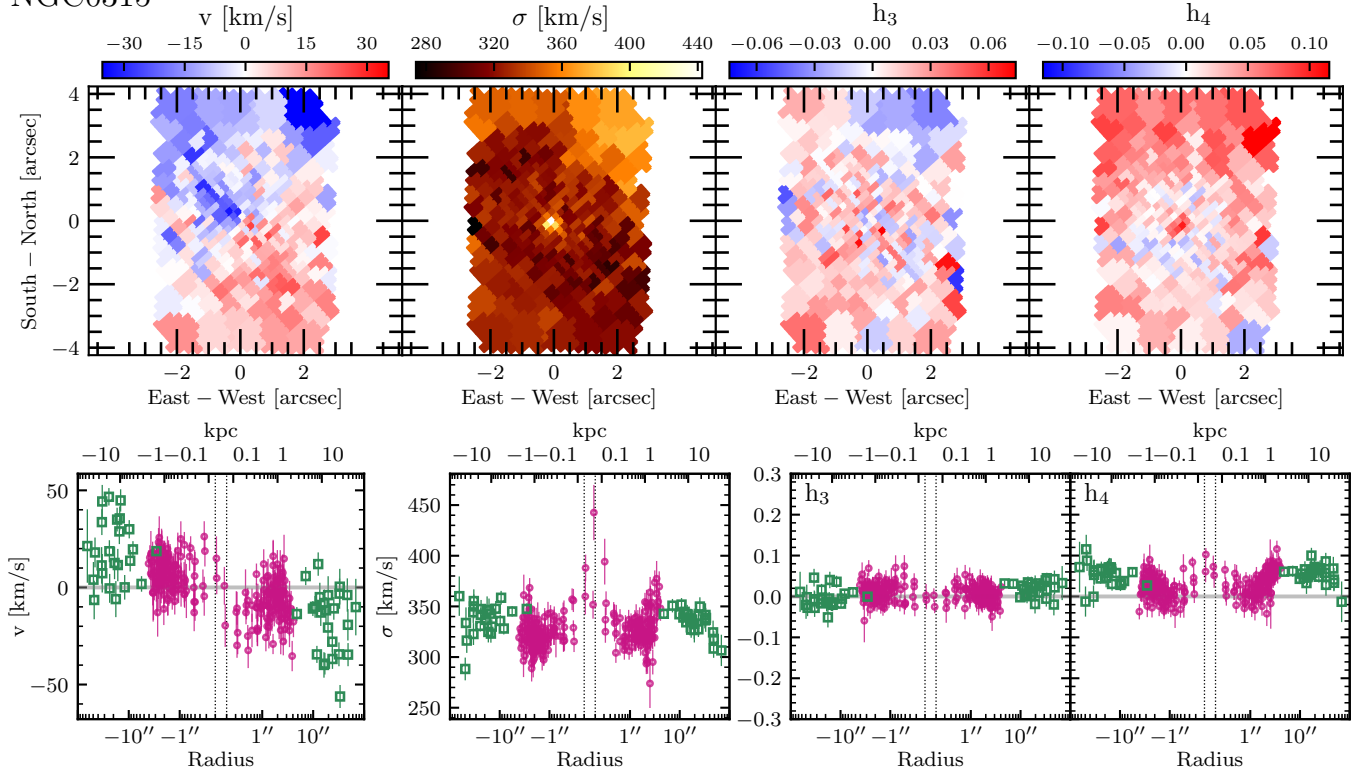 v [km/s] σ [km/s] h₃ h₄
−30 −15 0 15 30 280 320 360 400 440 −0.06 −0.03 0.00 0.03 0.06 −0.10 −0.05 0.00 0.05 0.10
South − North [arcsec]
4
2
0
−2
−4
−2 0 2 −2 0 2 −2 0 2 −2 0 2
East − West [arcsec] East − West [arcsec] East − West [arcsec] East − West [arcsec]
kpc kpc kpc kpc
−10 −1 −0.1 0.1 1 10 −10 −1 −0.1 0.1 1 10 −10 −1 −0.1 0.1 1 10 −10 −1 −0.1 0.1 1 10
v [km/s]
50
0
−50
σ [km/s]
450
400
350
300
250
h₃
0.3
0.2
0.1
0.0
−0.1
−0.2
−0.3
h₄
−10″ −1″ 1″ 10″ −10″ −1″ 1″ 10″ −10″ −1″ 1″ 10″ −10″ −1″ 1″ 10″
Radius Radius Radius Radius